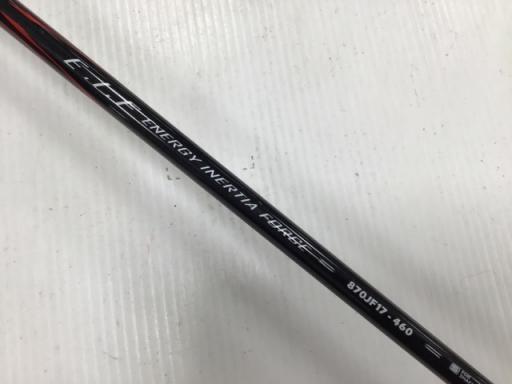 E.I.F ENERGY INERTIA FORCE
870JF17-460